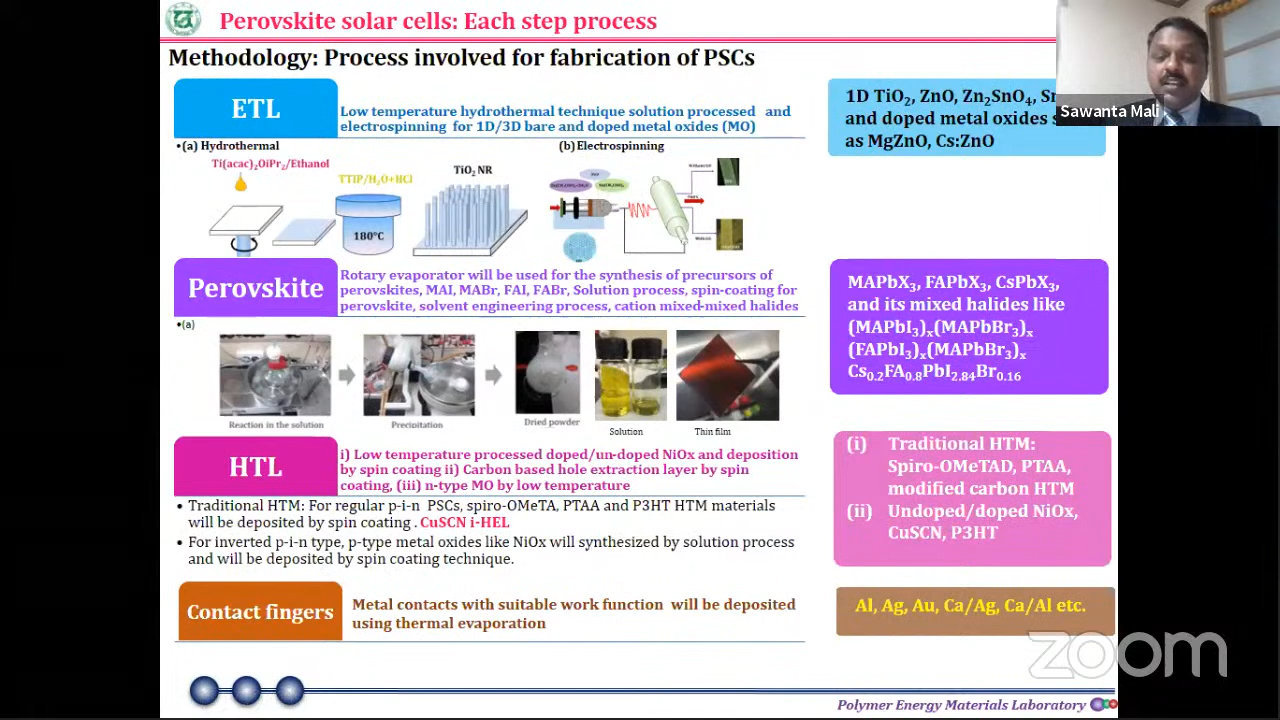 Perovskite solar cells: Each step process
Methodology: Process involved for fabrication of PSCs
Sawanta Mali
ETL
Low temperature hydrothermal technique solution processed and
electrospinning for 1D/3D bare and doped metal oxides (MO)
1D TiO2, ZnO, Zn2SnO4,
and doped metal oxides
as MgZnO, Cs:ZnO
•(a) Hydrothermal
(b) Electrospinning
Ti(acac)2OiPr2/Ethanol
TTIP/H2O+HCl
TiO2 NR
180°C
Perovskite
Rotary evaporator will be used for the synthesis of precursors of
perovskites, MAI, MABr, FAI, FABr, Solution process, spin-coating for
perovskite, solvent engineering process, cation mixed-mixed halides
MAPbX3, FAPbX3, CsPbX3,
and its mixed halides like
(MAPbI3)x(MAPbBr3)x
(FAPbI3)x(MAPbBr3)x
Cs0.2FA0.8PbI2.84Br0.16
•(a)
Reaction in the solution
Precipitation
Dried powder
Solution
Thin film
HTL
i) Low temperature processed doped/un-doped NiOx and deposition
by spin coating ii) Carbon based hole extraction layer by spin
coating, (iii) n-type MO by low temperature
(i) Traditional HTM:
Spiro-OMeTAD, PTAA,
modified carbon HTM
(ii) Undoped/doped NiOx,
CuSCN, P3HT
• Traditional HTM: For regular p-i-n PSCs, spiro-OMeTA, PTAA and P3HT HTM materials
will be deposited by spin coating . CuSCN i-HEL
• For inverted p-i-n type, p-type metal oxides like NiOx will synthesized by solution process
and will be deposited by spin coating technique.
Contact fingers
Metal contacts with suitable work function will be deposited
using thermal evaporation
Al, Ag, Au, Ca/Ag, Ca/Al etc.
zoom
Polymer Energy Materials Laboratory